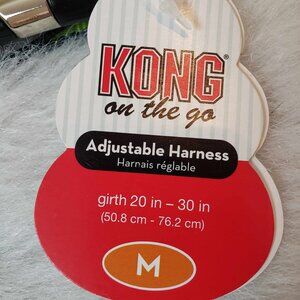 KONG®
on the go
Adjustable Harness
Harnais réglable
girth 20 in – 30 in
(50.8 cm - 76.2 cm)
M